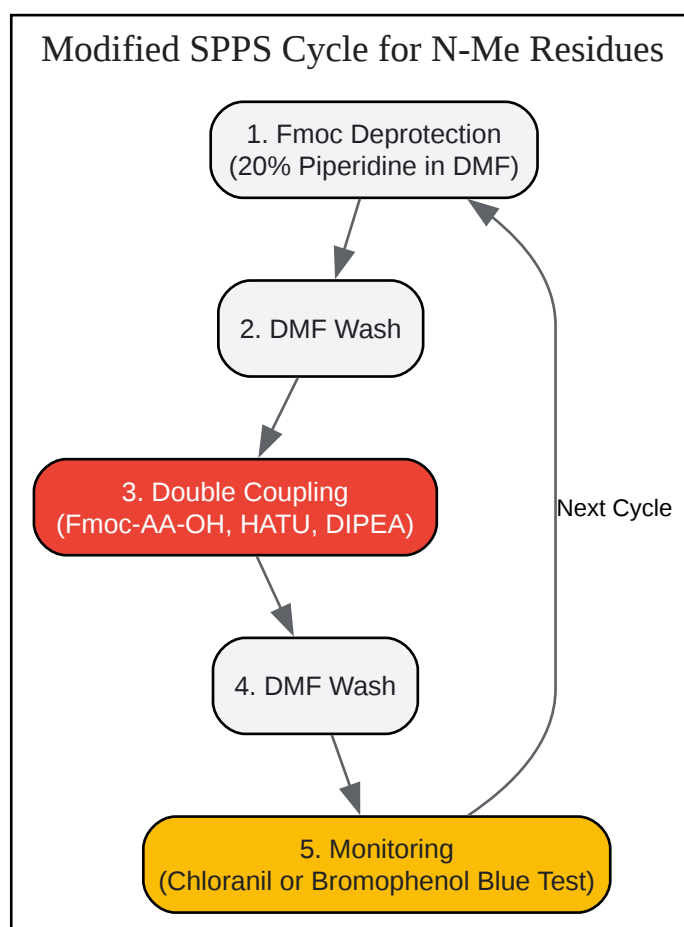 Modified SPPS Cycle for N-Me Residues
1. Fmoc Deprotection
(20% Piperidine in DMF)
2. DMF Wash
3. Double Coupling
(Fmoc-AA-OH, HATU, DIPEA)
Next Cycle
4. DMF Wash
5. Monitoring
(Chloranil or Bromophenol Blue Test)